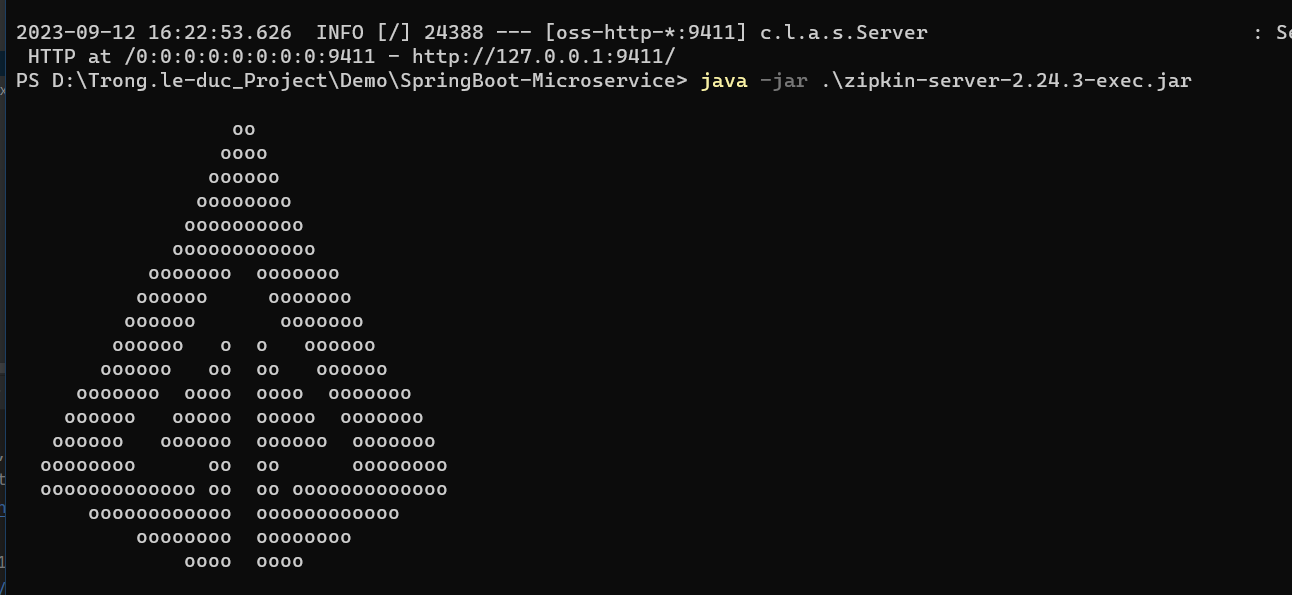 2023-09-12 16:22:53.626  INFO [/] 24388 --- [oss-http-*:9411] c.l.a.s.Server                           : Se
 HTTP at /0:0:0:0:0:0:0:0:9411 - http://127.0.0.1:9411/
PS D:\Trong.le-duc_Project\Demo\SpringBoot-Microservice> java -jar .\zipkin-server-2.24.3-exec.jar
                  oo
                 oooo
                oooooo
               oooooooo
              oooooooooo
             oooooooooooo
           ooooooo  ooooooo
          oooooo     ooooooo
         oooooo       ooooooo
        oooooo   o  o   oooooo
       oooooo   oo  oo   oooooo
     ooooooo  oooo  oooo  ooooooo
    oooooo   ooooo  ooooo  ooooooo
   oooooo   oooooo  oooooo  ooooooo
  oooooooo      oo  oo      oooooooo
  ooooooooooooo oo  oo ooooooooooooo
      oooooooooooo  oooooooooooo
          oooooooo  oooooooo
              oooo  oooo